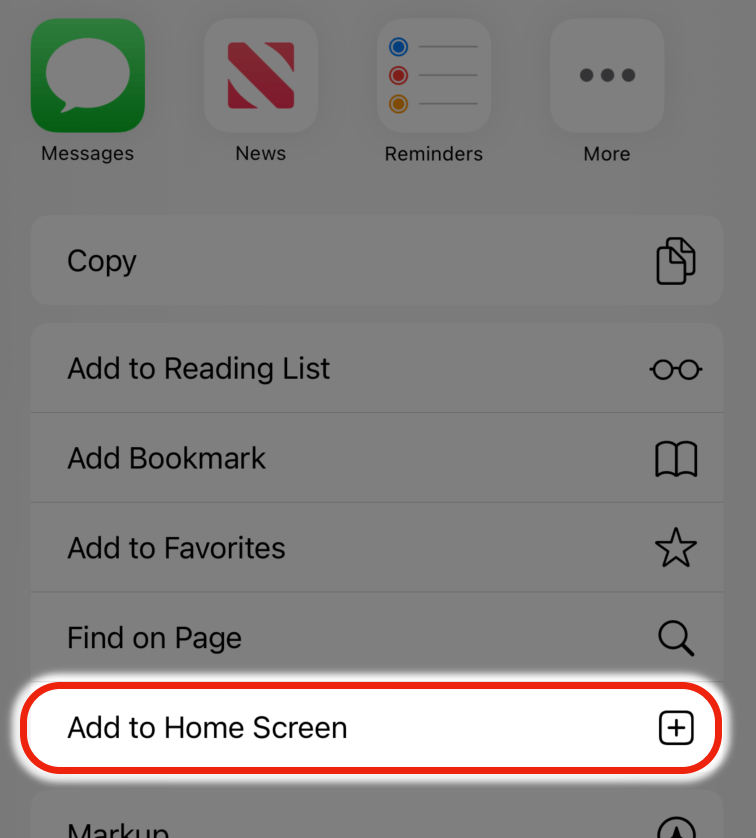 Messages
News
Reminders
More
Copy
Add to Reading List
Add Bookmark
Add to Favorites
Find on Page
Add to Home Screen
Markup